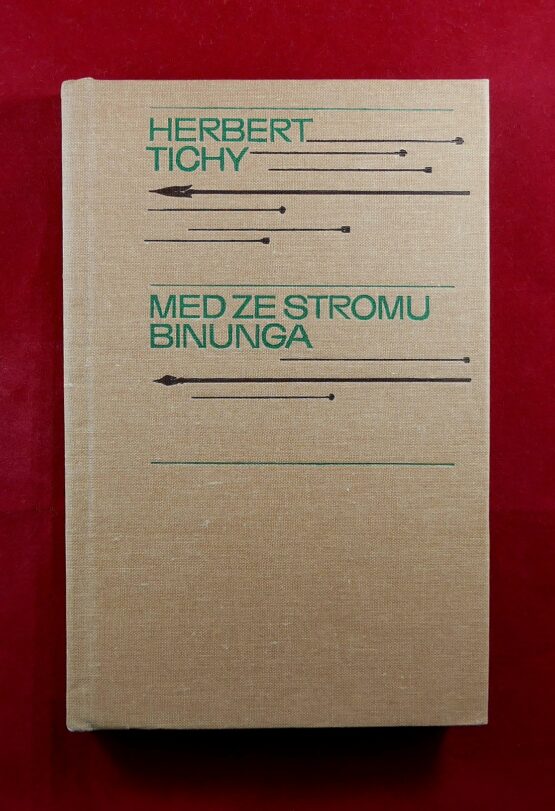 HERBERT
TICHY
MED ZE STROMU
BINUNGA